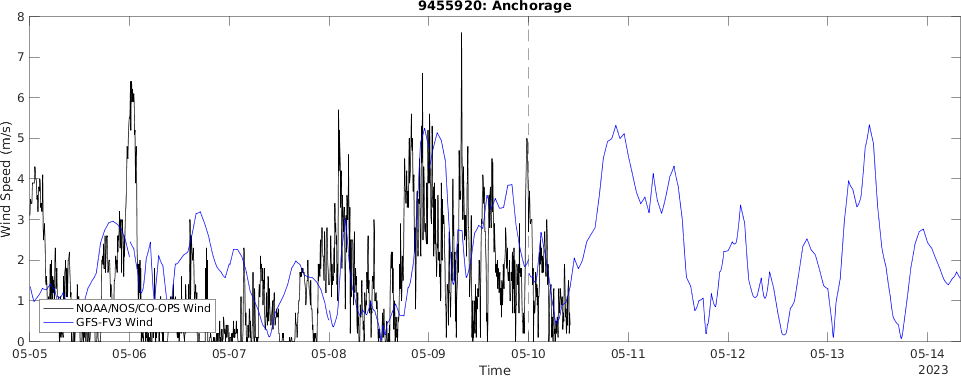 9455920: Anchorage
Wind Speed (m/s)
8
7
6
5
4
3
2
1
0
NOAA/NOS/CO-OPS Wind
GFS-FV3 Wind
05-05 05-06 05-07 05-08 05-09 05-10 05-11 05-12 05-13 05-14
Time 2023